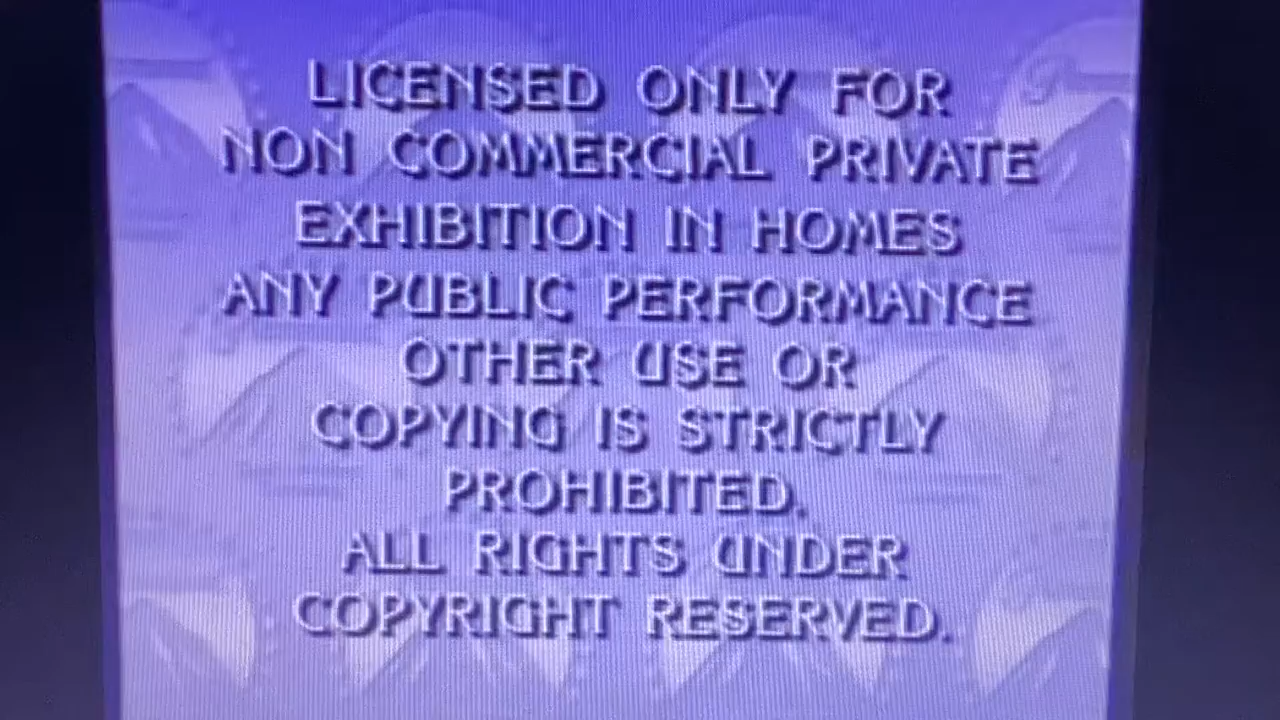 LICENSED ONLY FOR
NON COMMERCIAL PRIVATE
EXHIBITION IN HOMES
ANY PUBLIC PERFORMANCE
OTHER USE OR
COPYING IS STRICTLY
PROHIBITED.
ALL RIGHTS UNDER
COPYRIGHT RESERVED.